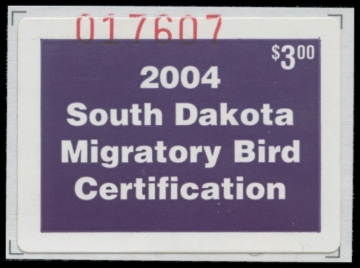 017607
$3.00
2004
South Dakota
Migratory Bird
Certification